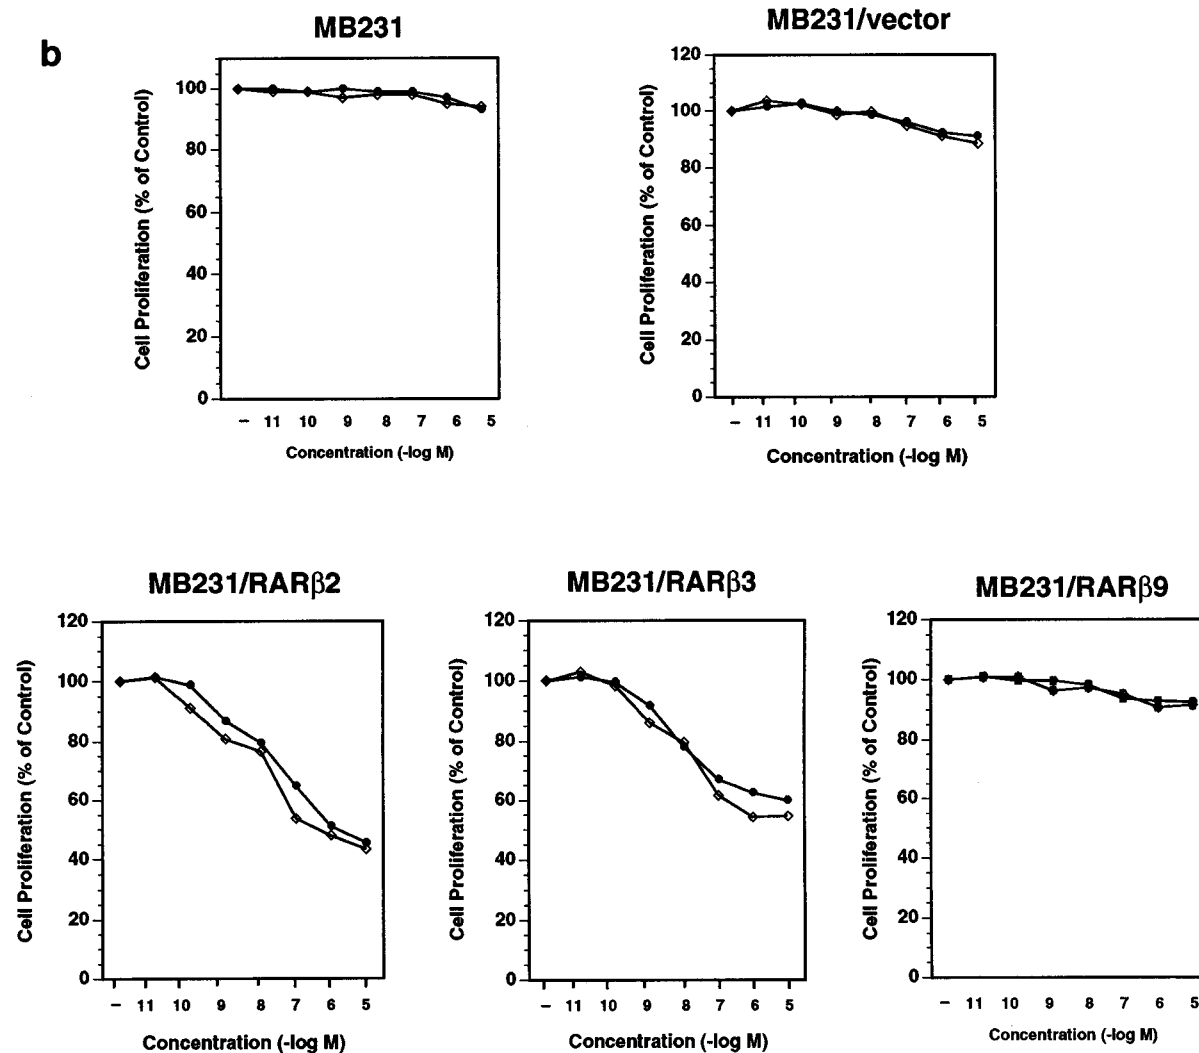 b
MB231
Cell Proliferation (% of Control)
100
80
60
40
20
0
– 11 10 9 8 7 6 5
Concentration (-log M)
MB231/vector
Cell Proliferation (% of Control)
120
100
80
60
40
20
0
– 11 10 9 8 7 6 5
Concentration (-log M)
MB231/RARβ2
Cell Proliferation (% of Control)
120
100
80
60
40
20
0
– 11 10 9 8 7 6 5
Concentration (-log M)
MB231/RARβ3
Cell Proliferation (% of Control)
120
100
80
60
40
20
0
– 11 10 9 8 7 6 5
Concentration (-log M)
MB231/RARβ9
Cell Proliferation (% of Control)
120
100
80
60
40
20
0
– 11 10 9 8 7 6 5
Concentration (-log M)